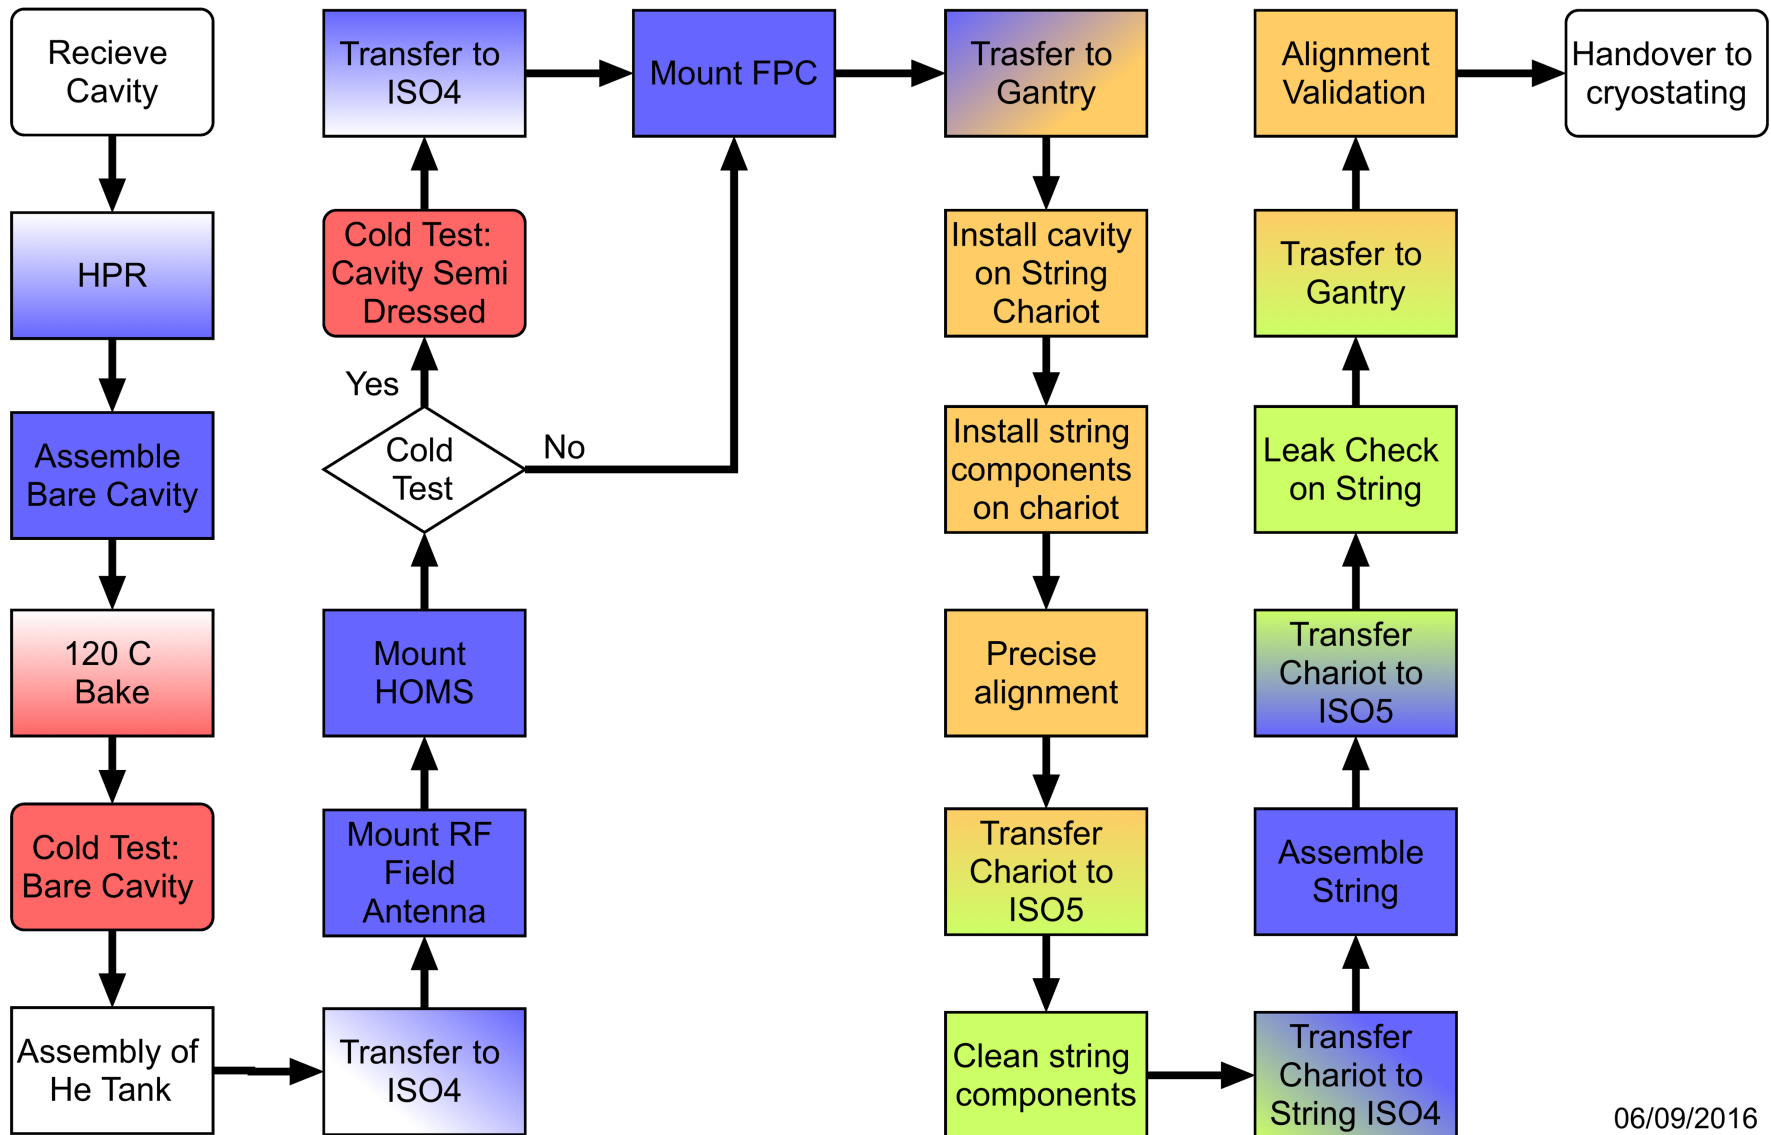 Recieve
Cavity
HPR
Assemble
Bare Cavity
120 C
Bake
Cold Test:
Bare Cavity
Assembly of
He Tank
Transfer to
ISO4
Mount RF
Field
Antenna
Mount
HOMS
Cold
Test
Yes
No
Cold Test:
Cavity Semi
Dressed
Transfer to
ISO4
Mount FPC
Trasfer to
Gantry
Install cavity
on String
Chariot
Install string
components
on chariot
Precise
alignment
Transfer
Chariot to
ISO5
Clean string
components
Transfer
Chariot to
String ISO4
Assemble
String
Transfer
Chariot to
ISO5
Leak Check
on String
Trasfer to
Gantry
Alignment
Validation
Handover to
cryostating
06/09/2016